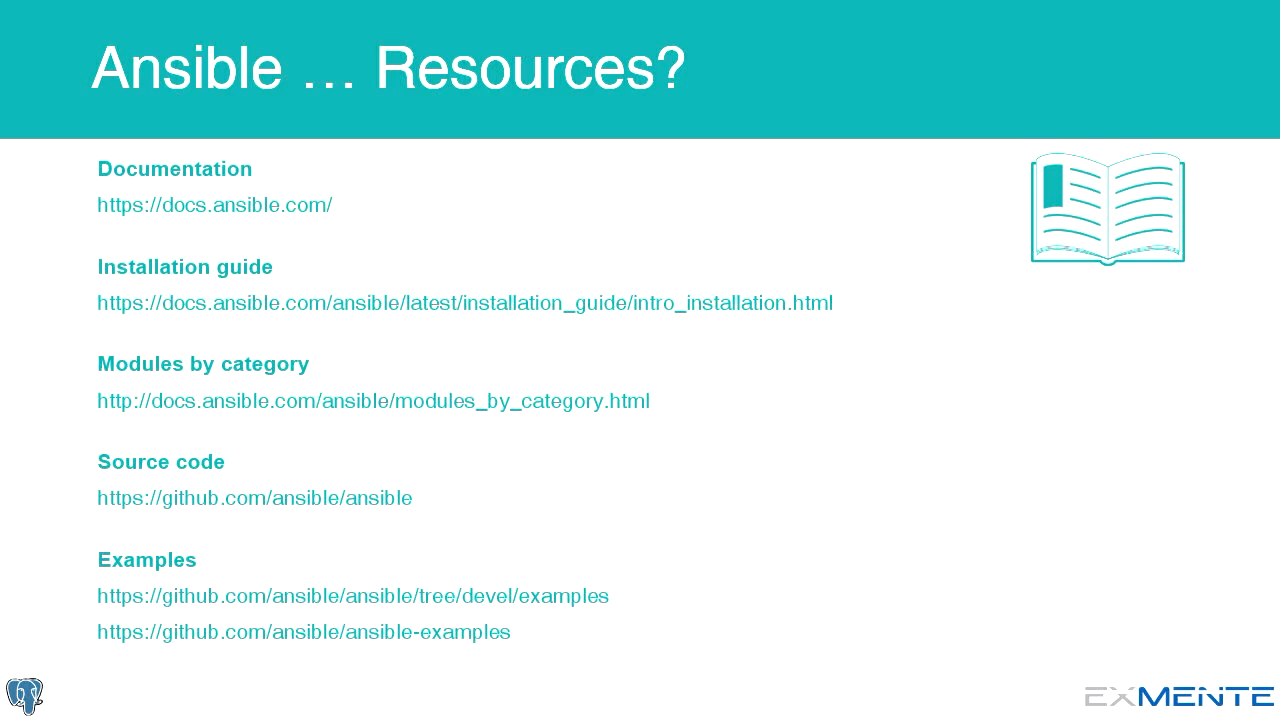 Ansible … Resources?
Documentation
https://docs.ansible.com/
Installation guide
https://docs.ansible.com/ansible/latest/installation_guide/intro_installation.html
Modules by category
http://docs.ansible.com/ansible/modules_by_category.html
Source code
https://github.com/ansible/ansible
Examples
https://github.com/ansible/ansible/tree/devel/examples
https://github.com/ansible/ansible-examples
EXMENTE